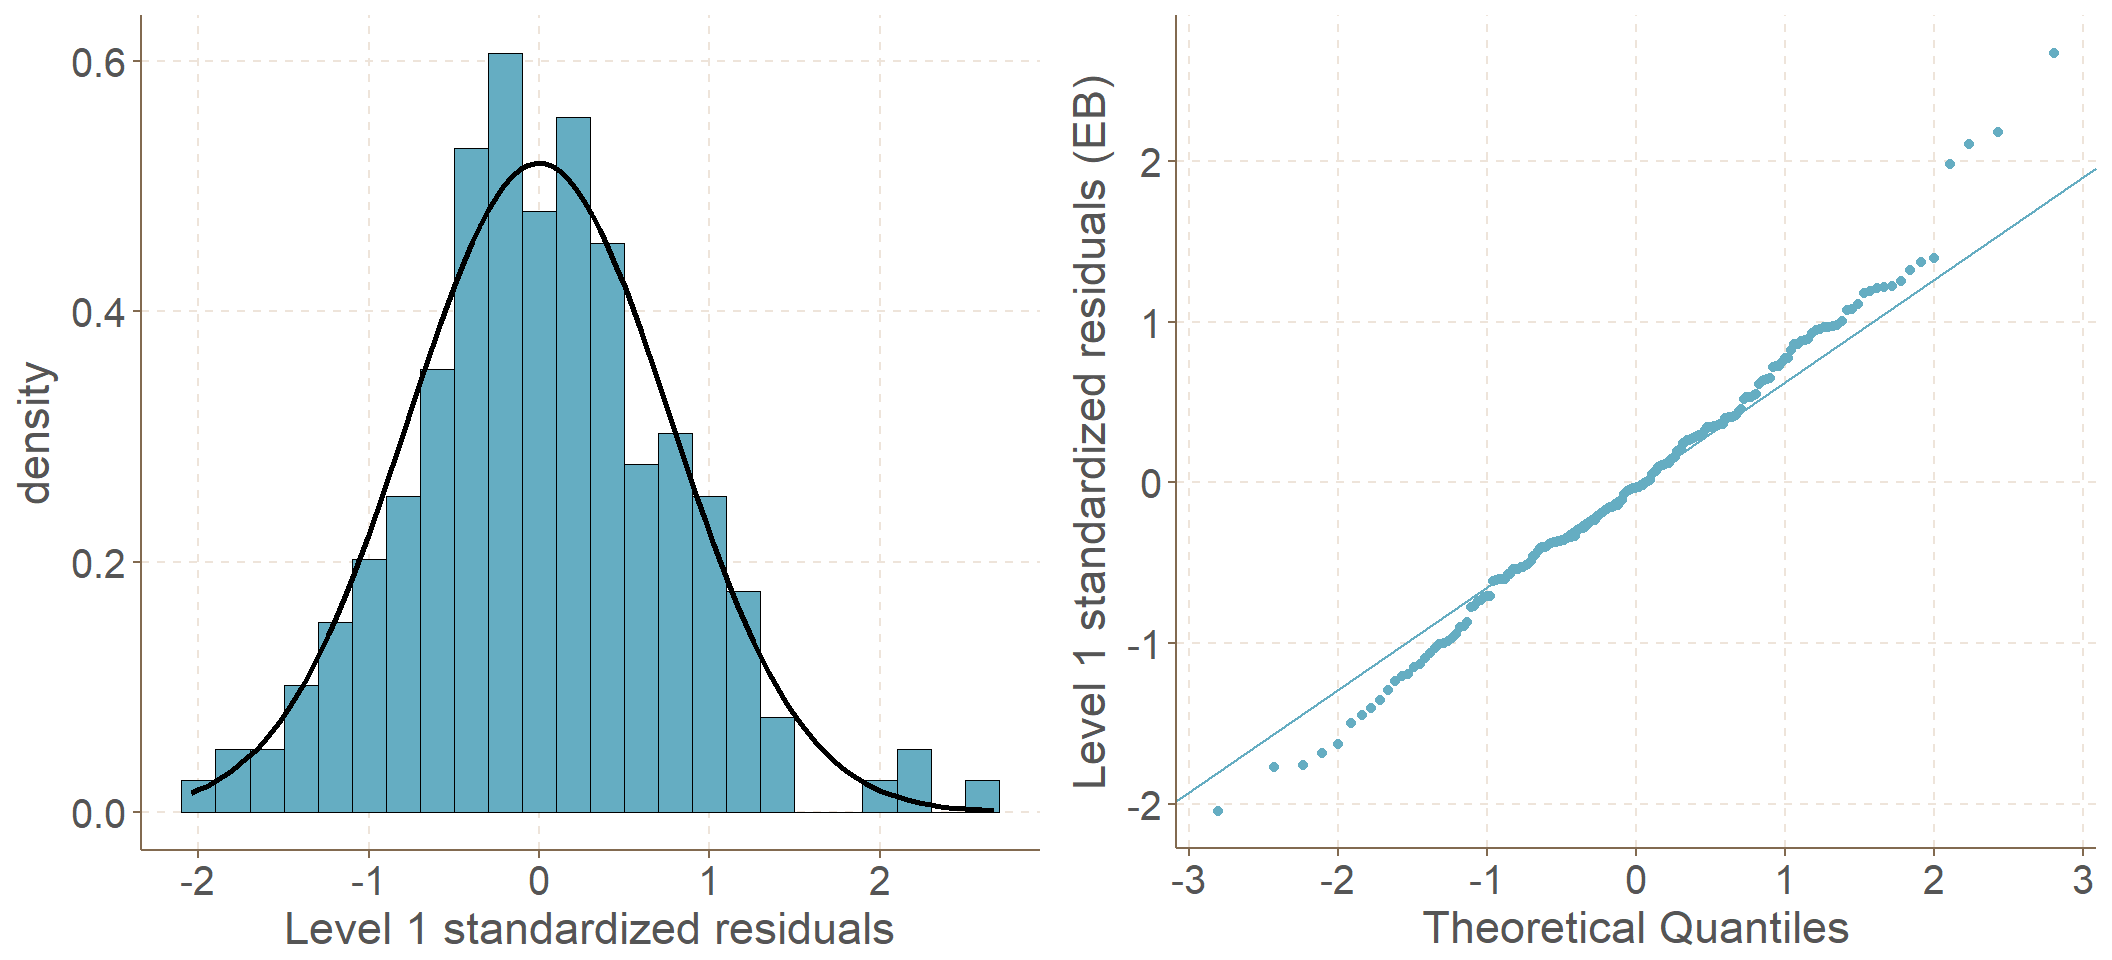 0.6
0.4
0.2
0.0
density
-2 -1 0 1 2
Level 1 standardized residuals
2
1
0
-1
-2
Level 1 standardized residuals (EB)
-3 -2 -1 0 1 2 3
Theoretical Quantiles